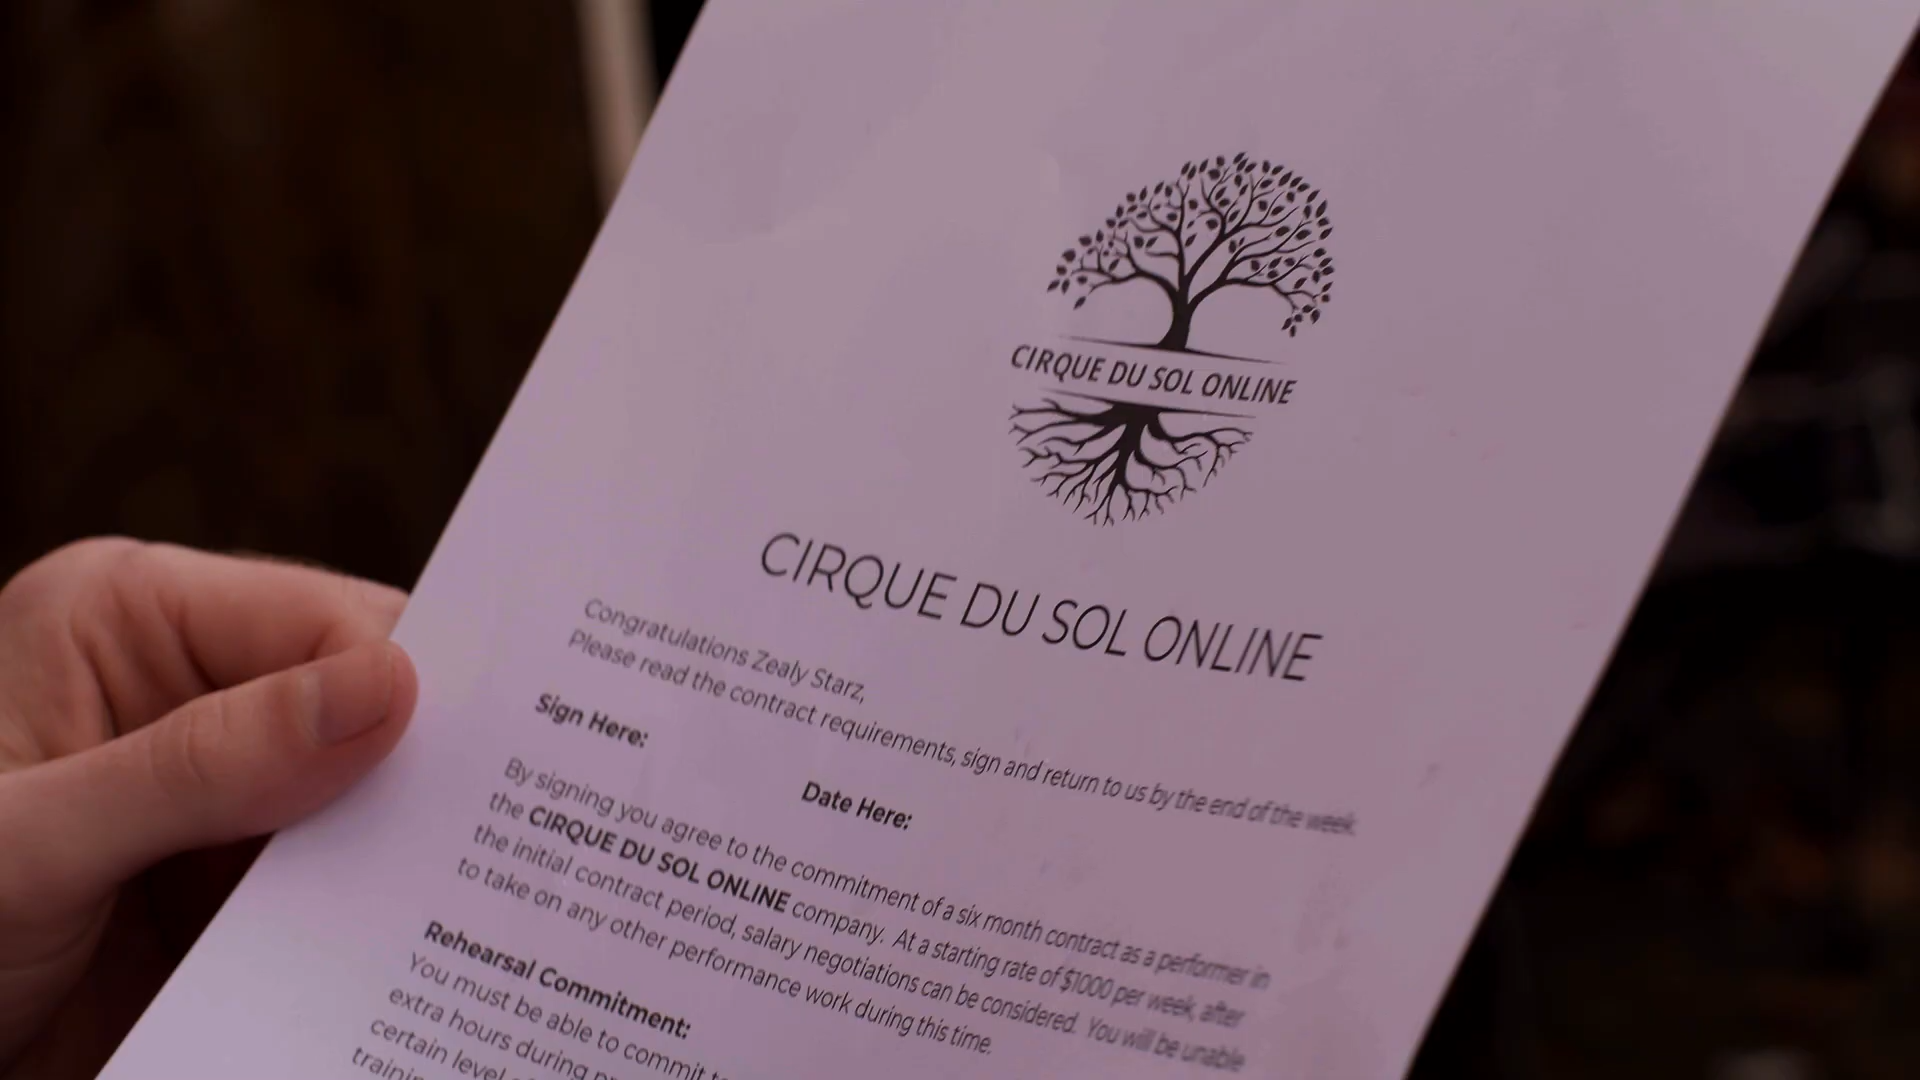 CIRQUE DU SOL ONLINE
CIRQUE DU SOL ONLINE
Congratulations Zealy Starz,
Please read the contract requirements, sign and return to us by the end of the week.
Sign Here:
Date Here:
By signing you agree to the commitment of a six month contract as a performer in
the CIRQUE DU SOL ONLINE company. At a starting rate of $1000 per week, after
the initial contract period, salary negotiations can be considered. You will be unable
to take on any other performance work during this time.
Rehearsal Commitment:
You must be able to commit to
extra hours during
certain level